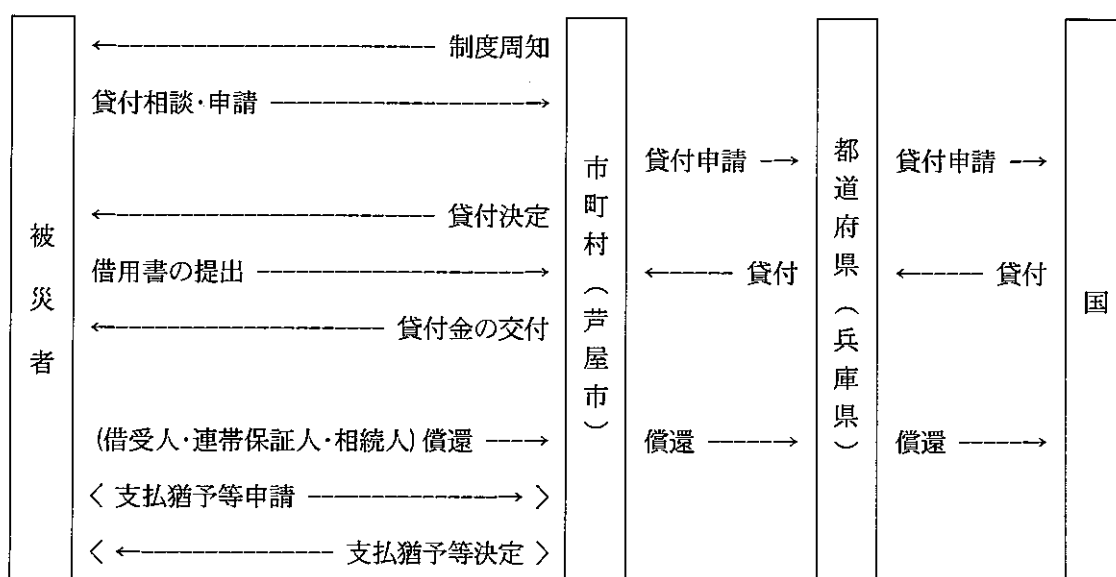 被災者
←---------------------- 制度周知
貸付相談・申請 ------------------→
←---------------------- 貸付決定
借用書の提出 -------------------→
←-------------------- 貸付金の交付
(借受人・連帯保証人・相続人)償還 ----→
〈 支払猶予等申請 --------------→ 〉
〈 ←--------------- 支払猶予等決定 〉
市町村(芦屋市)
貸付申請 --→
←------ 貸付
償還 ------→
都道府県(兵庫県)
貸付申請 --→
←------ 貸付
償還 ------→
国